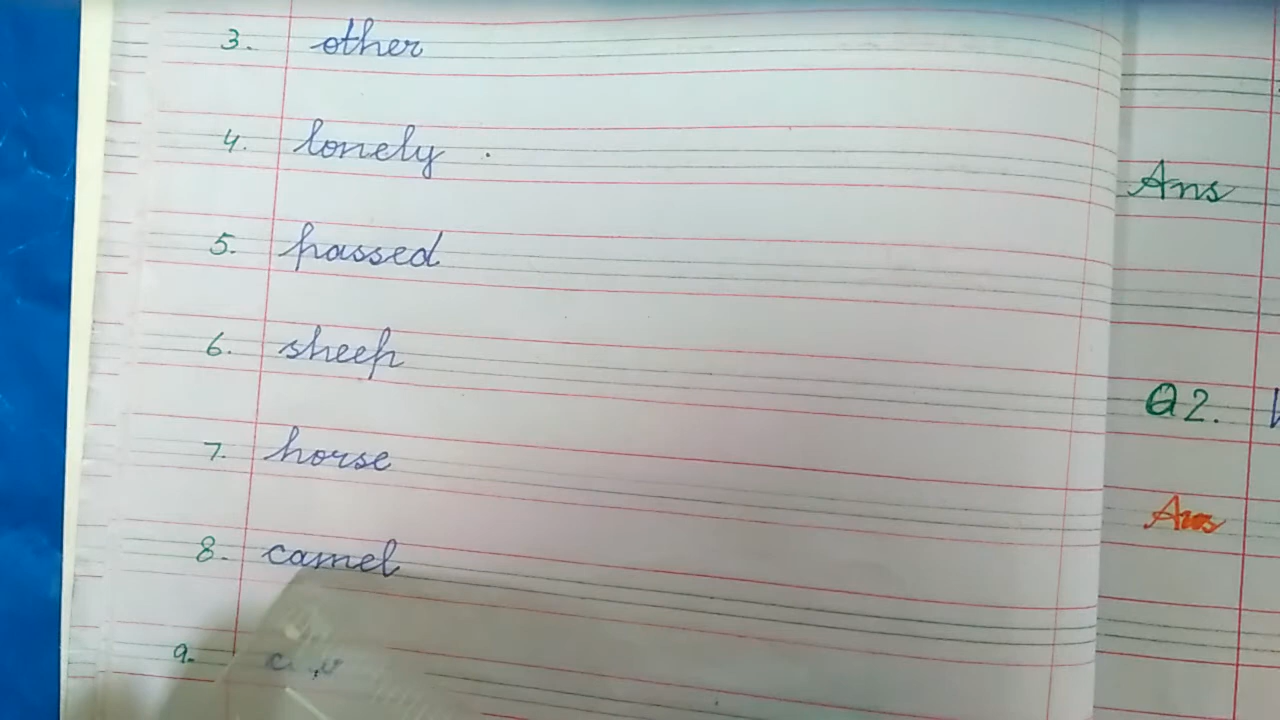 3. other
4. lonely
5. passed
6. sheep
7. horse
8. camel
9.
Ans
Q2.
Ans